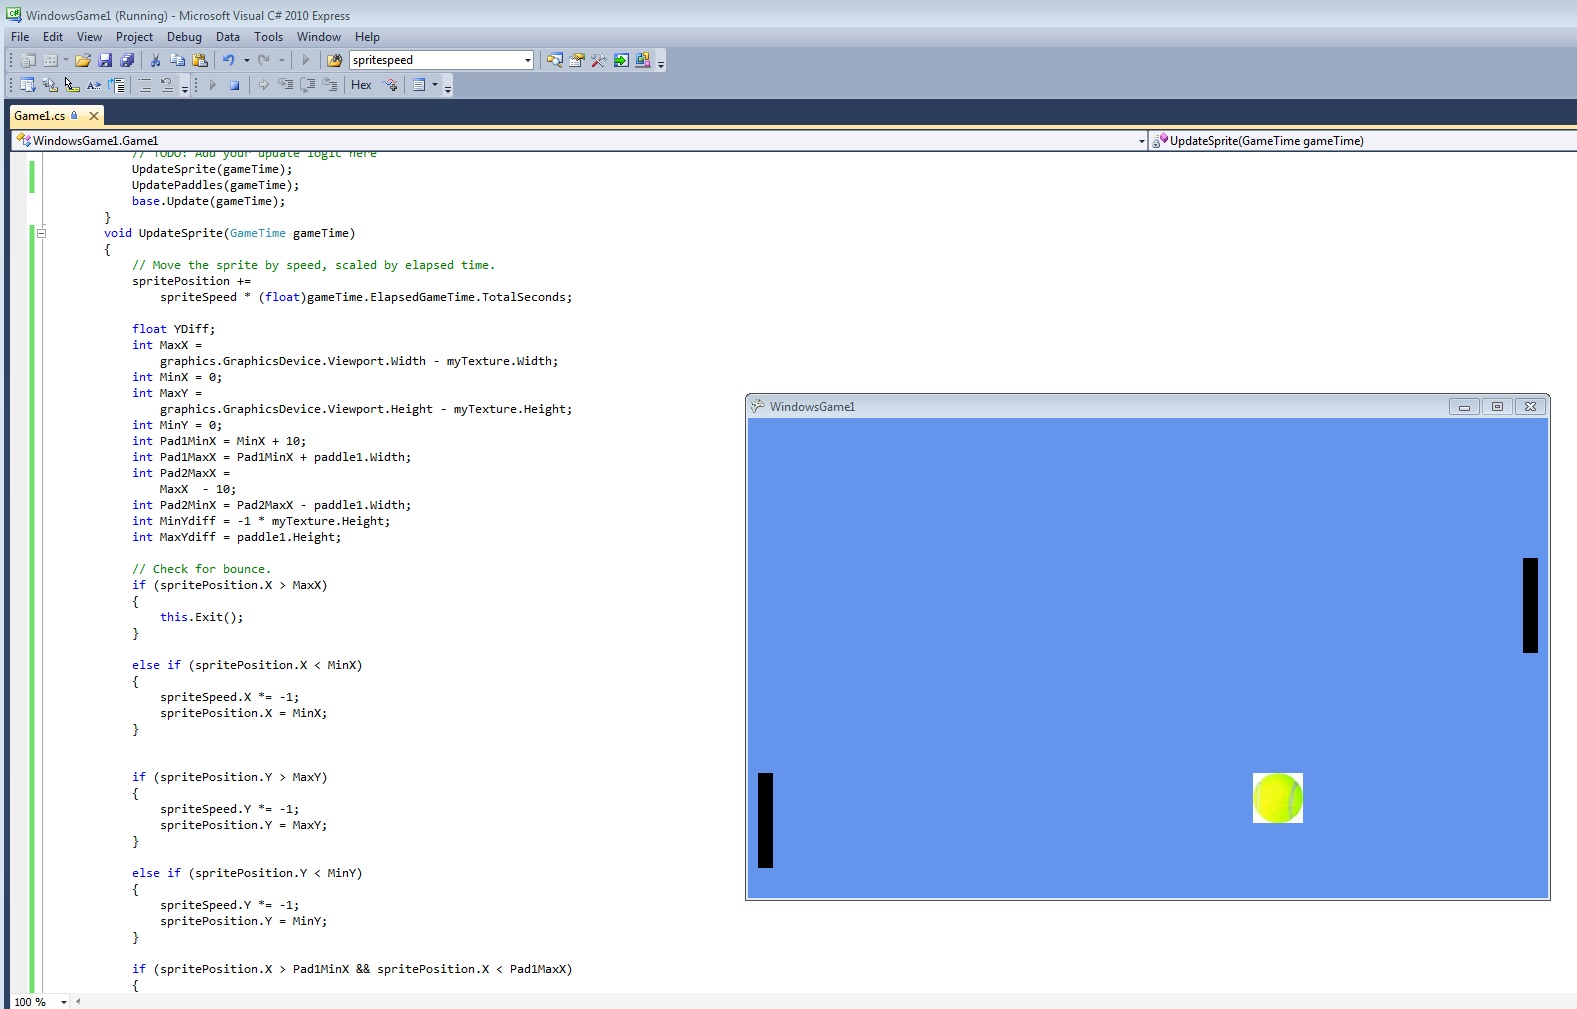 WindowsGame1 (Running) - Microsoft Visual C# 2010 Express
File Edit View Project Debug Data Tools Window Help
spritespeed
Hex
Game1.cs
WindowsGame1.Game1 UpdateSprite(GameTime gameTime)
// TODO: Add your update logic here
UpdateSprite(gameTime);
UpdatePaddles(gameTime);
base.Update(gameTime);
}
void UpdateSprite(GameTime gameTime)
{
// Move the sprite by speed, scaled by elapsed time.
spritePosition +=
spriteSpeed * (float)gameTime.ElapsedGameTime.TotalSeconds;
float YDiff;
int MaxX =
graphics.GraphicsDevice.Viewport.Width - myTexture.Width;
int MinX = 0;
int MaxY =
graphics.GraphicsDevice.Viewport.Height - myTexture.Height;
int MinY = 0;
int Pad1MinX = MinX + 10;
int Pad1MaxX = Pad1MinX + paddle1.Width;
int Pad2MaxX =
MaxX  - 10;
int Pad2MinX = Pad2MaxX - paddle1.Width;
int MinYdiff = -1 * myTexture.Height;
int MaxYdiff = paddle1.Height;
// Check for bounce.
if (spritePosition.X > MaxX)
{
this.Exit();
}
else if (spritePosition.X < MinX)
{
spriteSpeed.X *= -1;
spritePosition.X = MinX;
}
if (spritePosition.Y > MaxY)
{
spriteSpeed.Y *= -1;
spritePosition.Y = MaxY;
}
else if (spritePosition.Y < MinY)
{
spriteSpeed.Y *= -1;
spritePosition.Y = MinY;
}
if (spritePosition.X > Pad1MinX && spritePosition.X < Pad1MaxX)
{
100 %
WindowsGame1